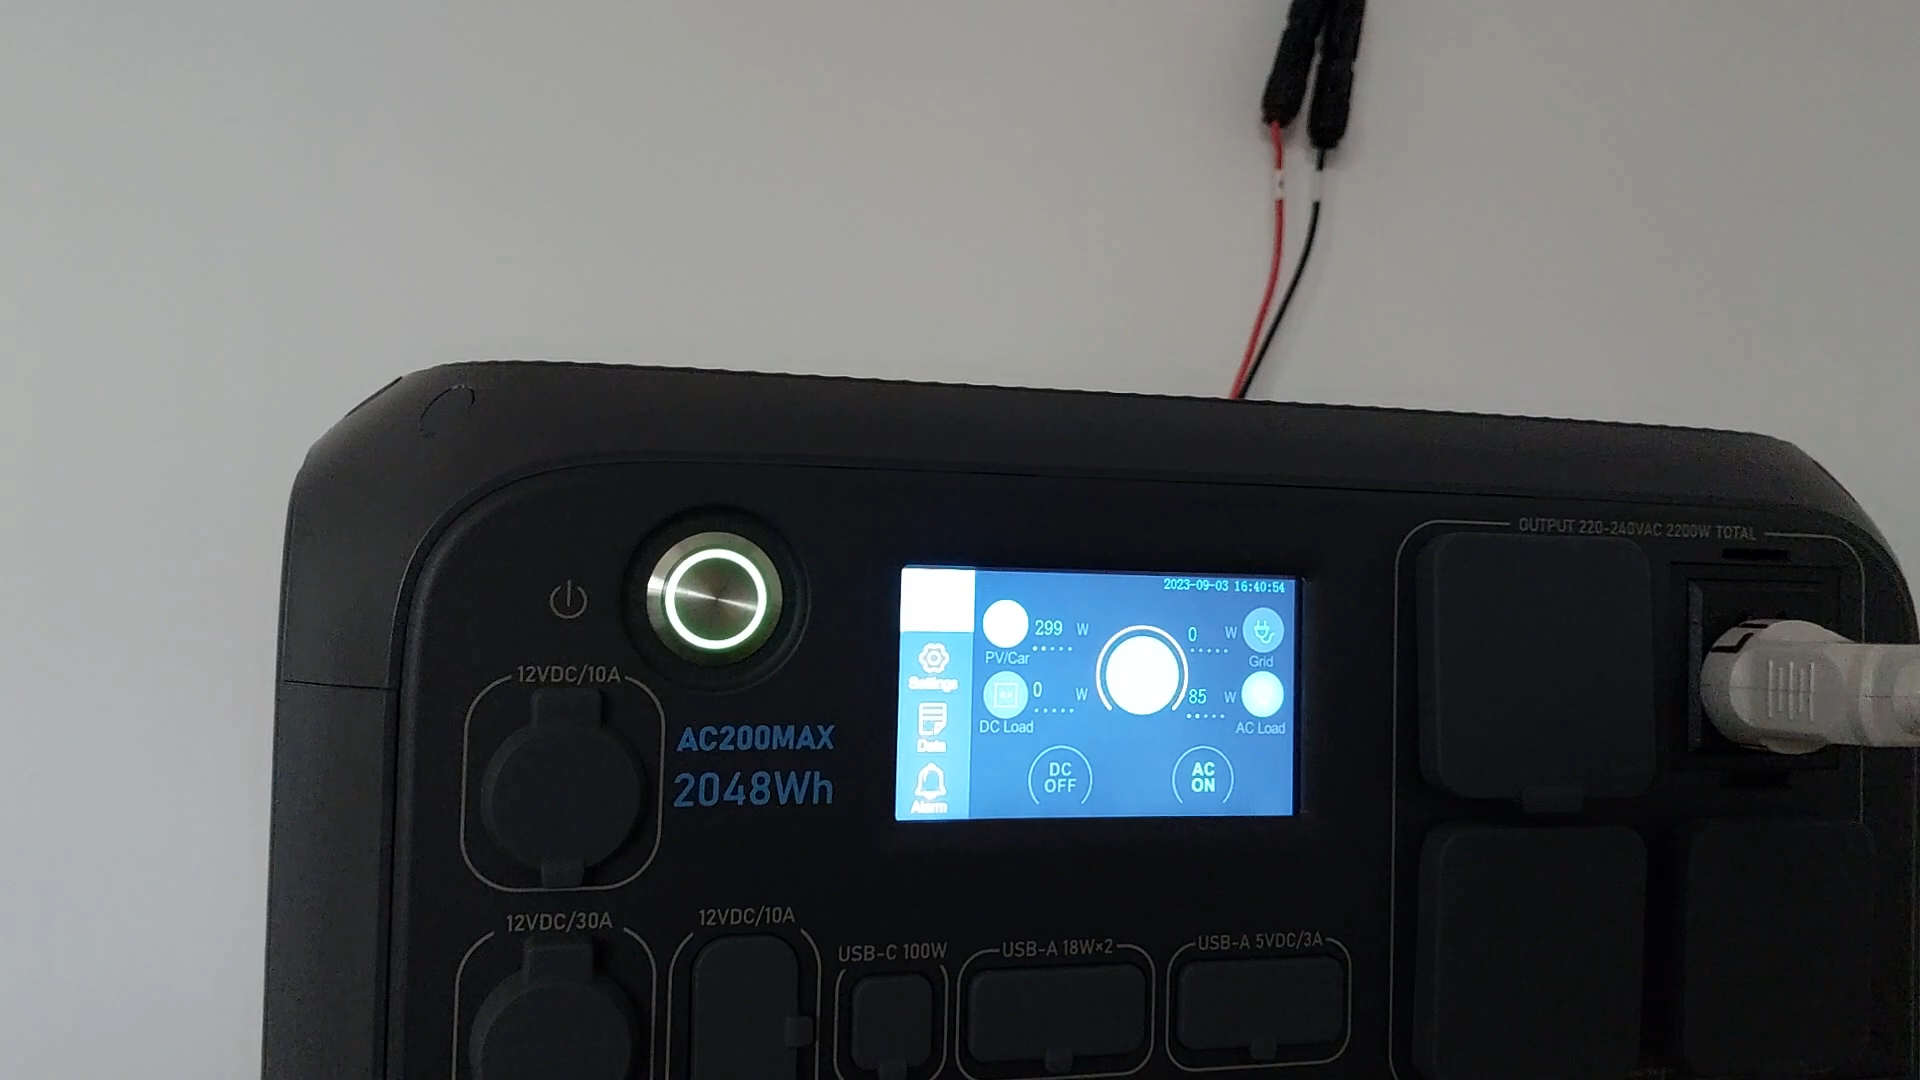 OUTPUT 220-240VAC 2200W TOTAL
2023-09-03 16:40:54
299 W
0 W
PV/Car
Grid
Settings
0 W
85 W
DC Load
AC Load
Data
DC
OFF
AC
ON
Alarm
12VDC/10A
AC200MAX
2048Wh
12VDC/30A
12VDC/10A
USB-C 100W
USB-A 18W×2
USB-A 5VDC/3A